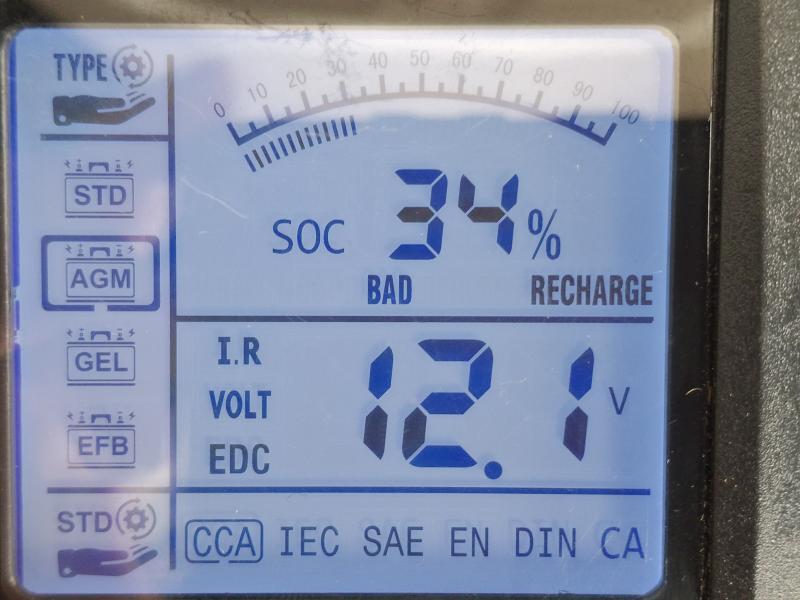 TYPE
0 10 20 30 40 50 60 70 80 90 100
STD
SOC 34%
AGM
BAD RECHARGE
I.R
GEL
VOLT 12.1 V
EFB
EDC
STD
CCA IEC SAE EN DIN CA